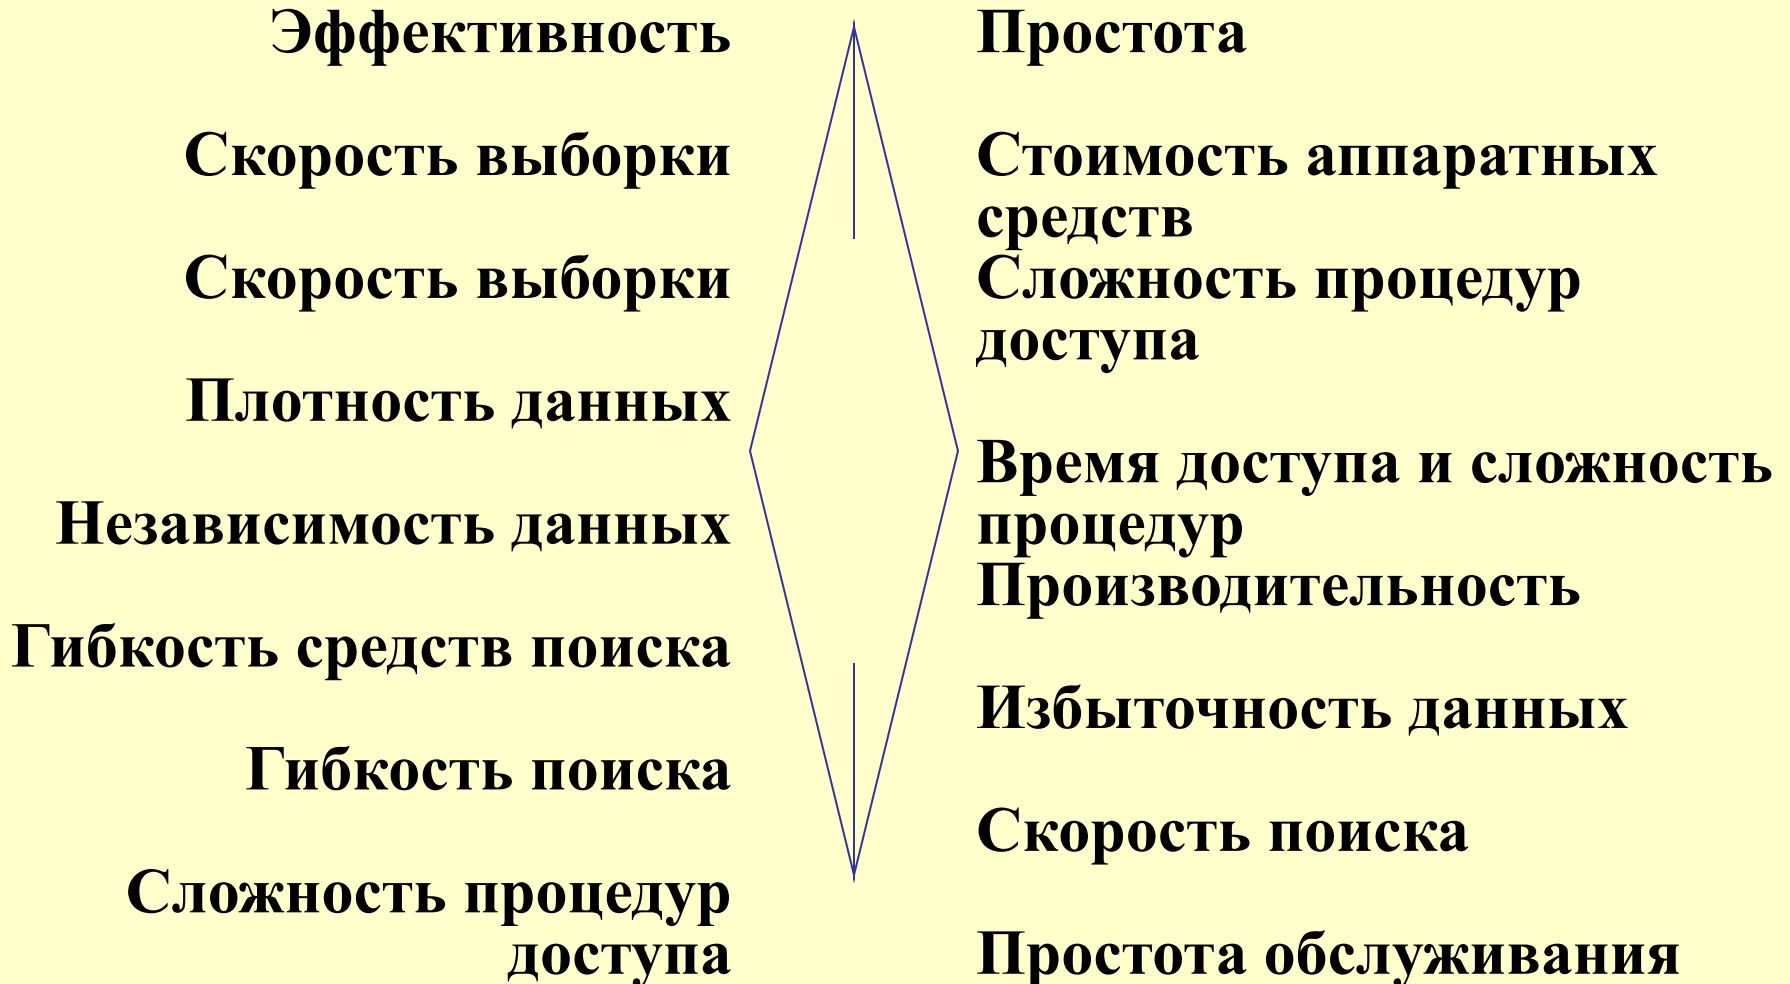 Эффективность
Скорость выборки
Скорость выборки
Плотность данных
Независимость данных
Гибкость средств поиска
Гибкость поиска
Сложность процедур
доступа
Простота
Стоимость аппаратных
средств
Сложность процедур
доступа
Время доступа и сложность
процедур
Производительность
Избыточность данных
Скорость поиска
Простота обслуживания